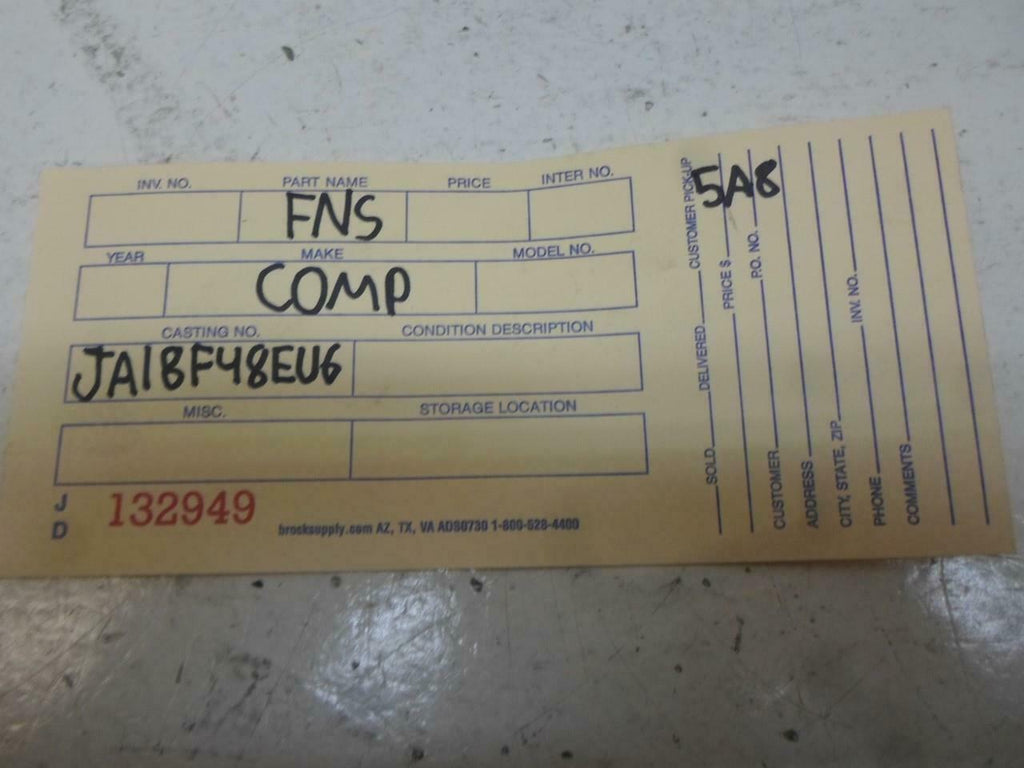 INV. NO. PART NAME PRICE INTER NO.
FNS
YEAR MAKE MODEL NO.
COMP
CASTING NO. CONDITION DESCRIPTION
JA18F48EU6
MISC. STORAGE LOCATION
J
D
132949
brocksupply.com AZ, TX, VA ADS0730 1-800-528-4400
5A8
SOLD DELIVERED CUSTOMER PICK-UP
PRICE $
P.O. NO.
CUSTOMER
ADDRESS
CITY, STATE, ZIP INV. NO.
PHONE
COMMENTS